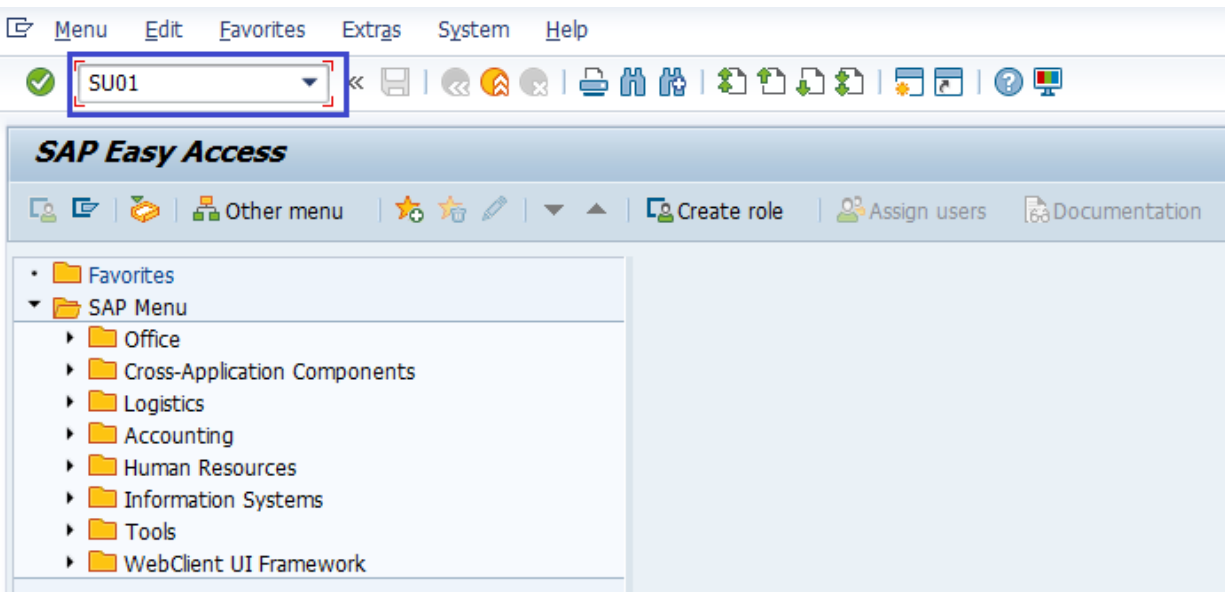 Menu Edit Favorites Extras System Help
SU01
SAP Easy Access
Other menu Create role Assign users Documentation
Favorites
SAP Menu
Office
Cross-Application Components
Logistics
Accounting
Human Resources
Information Systems
Tools
WebClient UI Framework